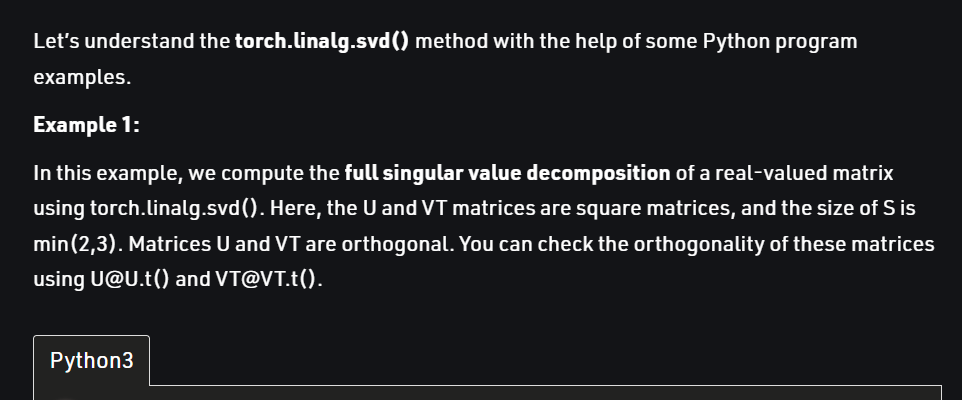 Let's understand the torch.linalg.svd() method with the help of some Python program
examples.
Example 1:
In this example, we compute the full singular value decomposition of a real-valued matrix
using torch.linalg.svd(). Here, the U and VT matrices are square matrices, and the size of S is
min(2,3). Matrices U and VT are orthogonal. You can check the orthogonality of these matrices
using U@U.t() and VT@VT.t().
Python3